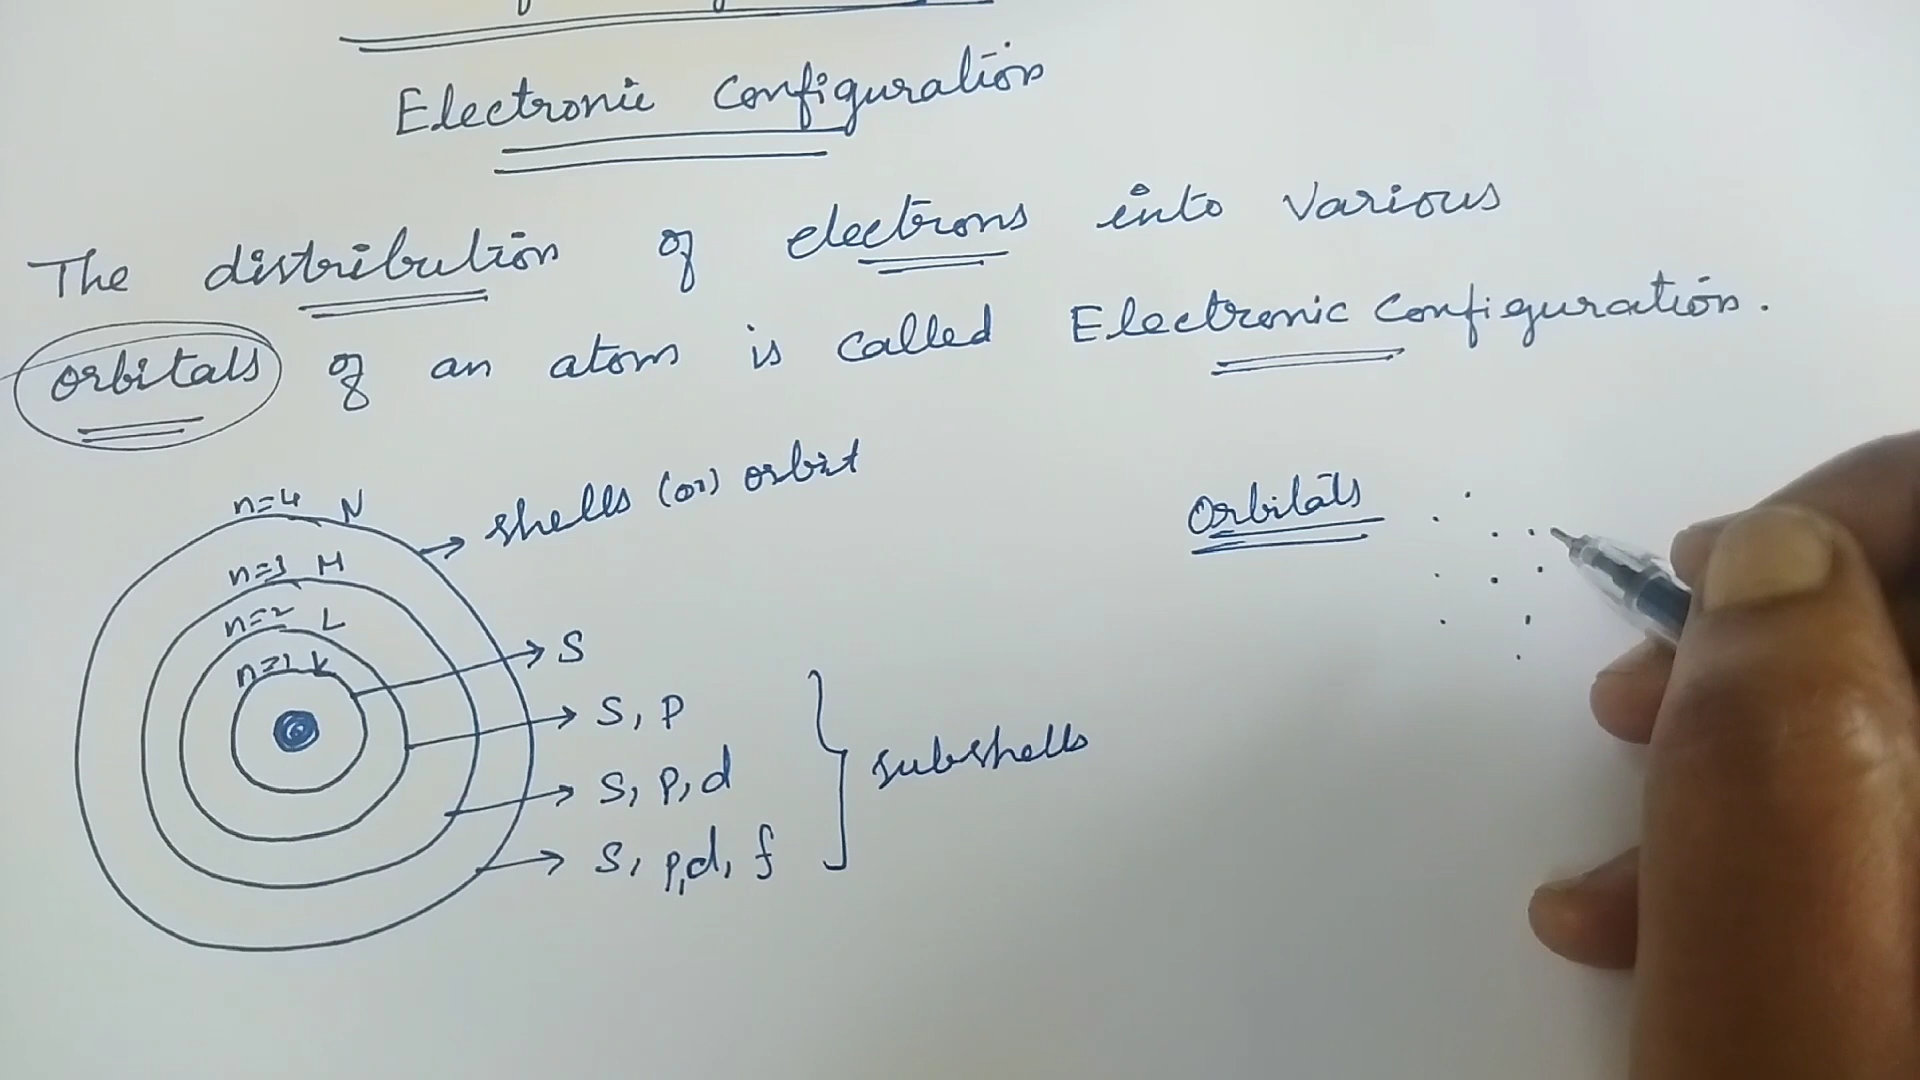 Electronic Configuration
The distribution of electrons into various
orbitals of an atom is called Electronic Configuration.
shells (or) orbit
n=4 N
n=3 M
n=2 L
n=1 K
Orbitals
S
S, P
S, P, d
S, p,d, f
subshells